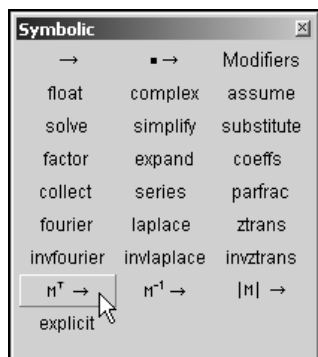 Symbolic
→ ▪ → Modifiers
float complex assume
solve simplify substitute
factor expand coeffs
collect series parfrac
fourier laplace ztrans
invfourier invlaplace invztrans
Mᵀ → M⁻¹ → |M| →
explicit